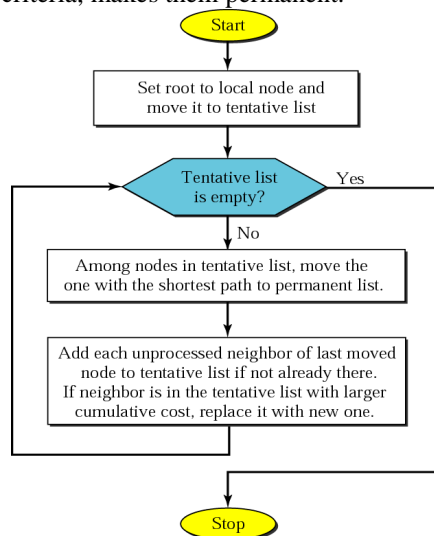 criteria, makes them permanent.
Start
Set root to local node and
move it to tentative list
Tentative list
is empty?
Yes
No
Among nodes in tentative list, move the
one with the shortest path to permanent list.
Add each unprocessed neighbor of last moved
node to tentative list if not already there.
If neighbor is in the tentative list with larger
cumulative cost, replace it with new one.
Stop